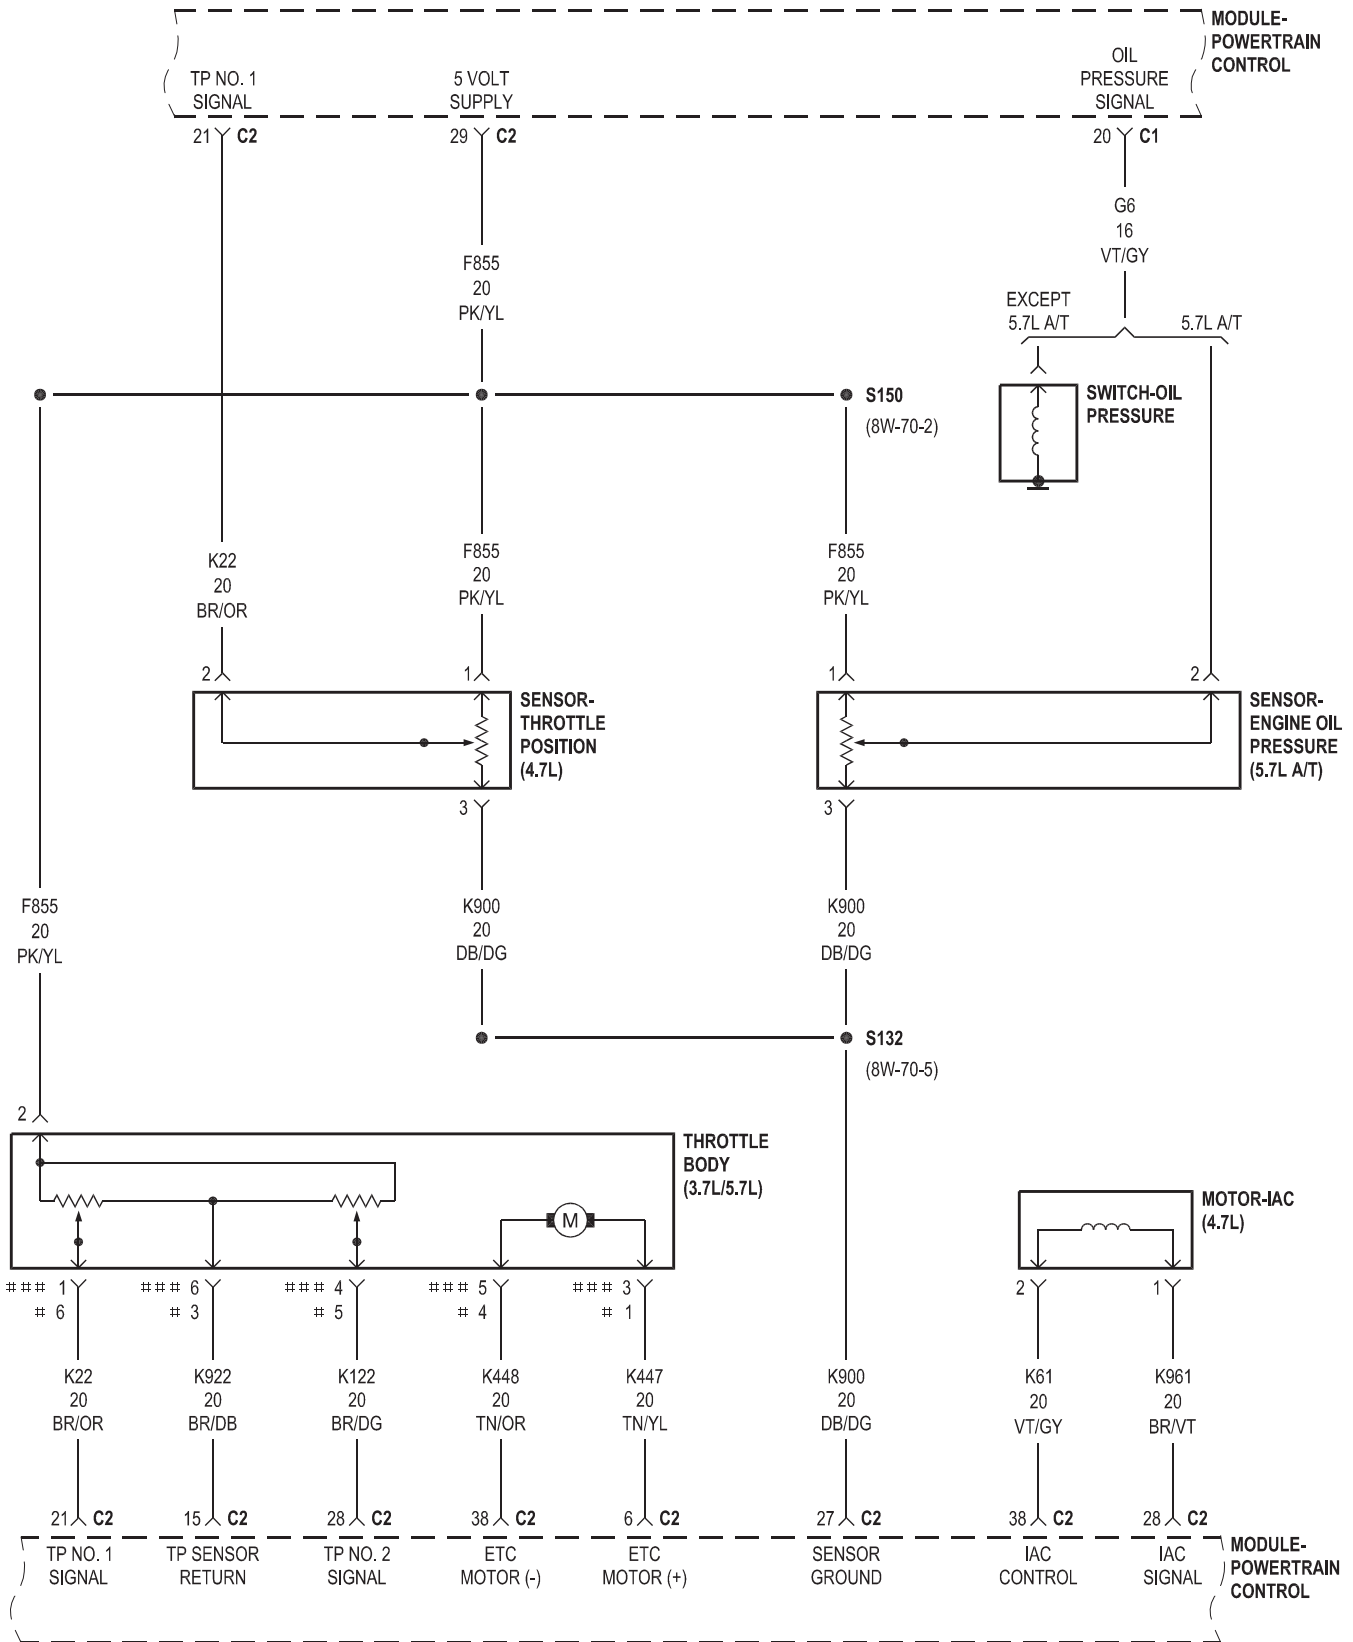 MODULE-
POWERTRAIN
CONTROL
TP NO. 1
SIGNAL
5 VOLT
SUPPLY
OIL
PRESSURE
SIGNAL
21 C2
29 C2
20 C1
G6
16
VT/GY
F855
20
PK/YL
EXCEPT
5.7L A/T
5.7L A/T
S150
(8W-70-2)
SWITCH-OIL
PRESSURE
K22
20
BR/OR
F855
20
PK/YL
F855
20
PK/YL
2
1
1
2
SENSOR-
THROTTLE
POSITION
(4.7L)
SENSOR-
ENGINE OIL
PRESSURE
(5.7L A/T)
3
3
F855
20
PK/YL
K900
20
DB/DG
K900
20
DB/DG
S132
(8W-70-5)
2
THROTTLE
BODY
(3.7L/5.7L)
M
MOTOR-IAC
(4.7L)
### 1
# 6
### 6
# 3
### 4
# 5
### 5
# 4
### 3
# 1
2
1
K22
20
BR/OR
K922
20
BR/DB
K122
20
BR/DG
K448
20
TN/OR
K447
20
TN/YL
K900
20
DB/DG
K61
20
VT/GY
K961
20
BR/VT
21 C2
15 C2
28 C2
38 C2
6 C2
27 C2
38 C2
28 C2
TP NO. 1
SIGNAL
TP SENSOR
RETURN
TP NO. 2
SIGNAL
ETC
MOTOR (-)
ETC
MOTOR (+)
SENSOR
GROUND
IAC
CONTROL
IAC
SIGNAL
MODULE-
POWERTRAIN
CONTROL